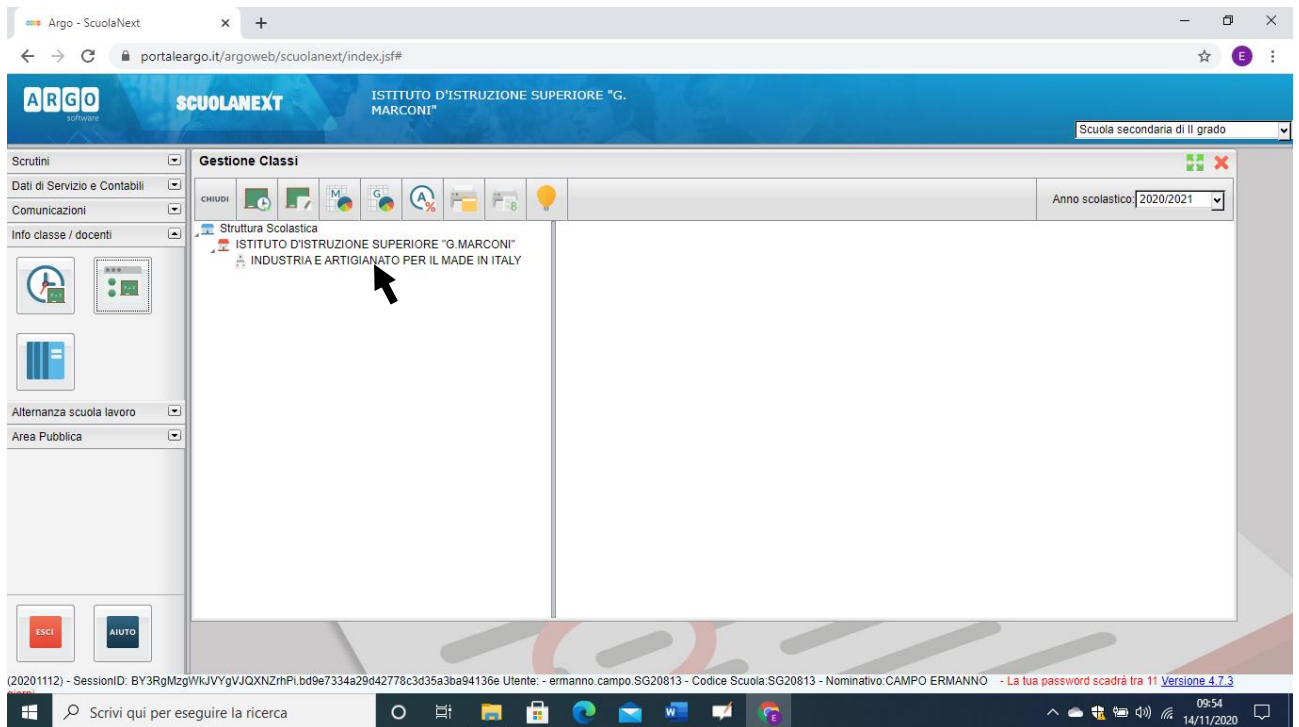 Argo - ScuolaNext
portaleargo.it/argoweb/scuolanext/index.jsf#
E
ARGO
software
SCUOLANEXT
ISTITUTO D'ISTRUZIONE SUPERIORE "G.
MARCONI"
Scuola secondaria di II grado
Scrutini
Dati di Servizio e Contabili
Comunicazioni
Info classe / docenti
Alternanza scuola lavoro
Area Pubblica
ESCI
AIUTO
Gestione Classi
CHIUDI
M
G
A%
8
Anno scolastico: 2020/2021
Struttura Scolastica
ISTITUTO D'ISTRUZIONE SUPERIORE "G.MARCONI"
INDUSTRIA E ARTIGIANATO PER IL MADE IN ITALY
(20201112) - SessionID: BY3RgMzgWkJVYgVJQXNZrhPi.bd9e7334a29d42778c3d35a3ba94136e Utente: - ermanno.campo.SG20813 - Codice Scuola:SG20813 - Nominativo:CAMPO ERMANNO - La tua password scadrà tra 11 Versione 4.7.3
Scrivi qui per eseguire la ricerca
09:54
14/11/2020